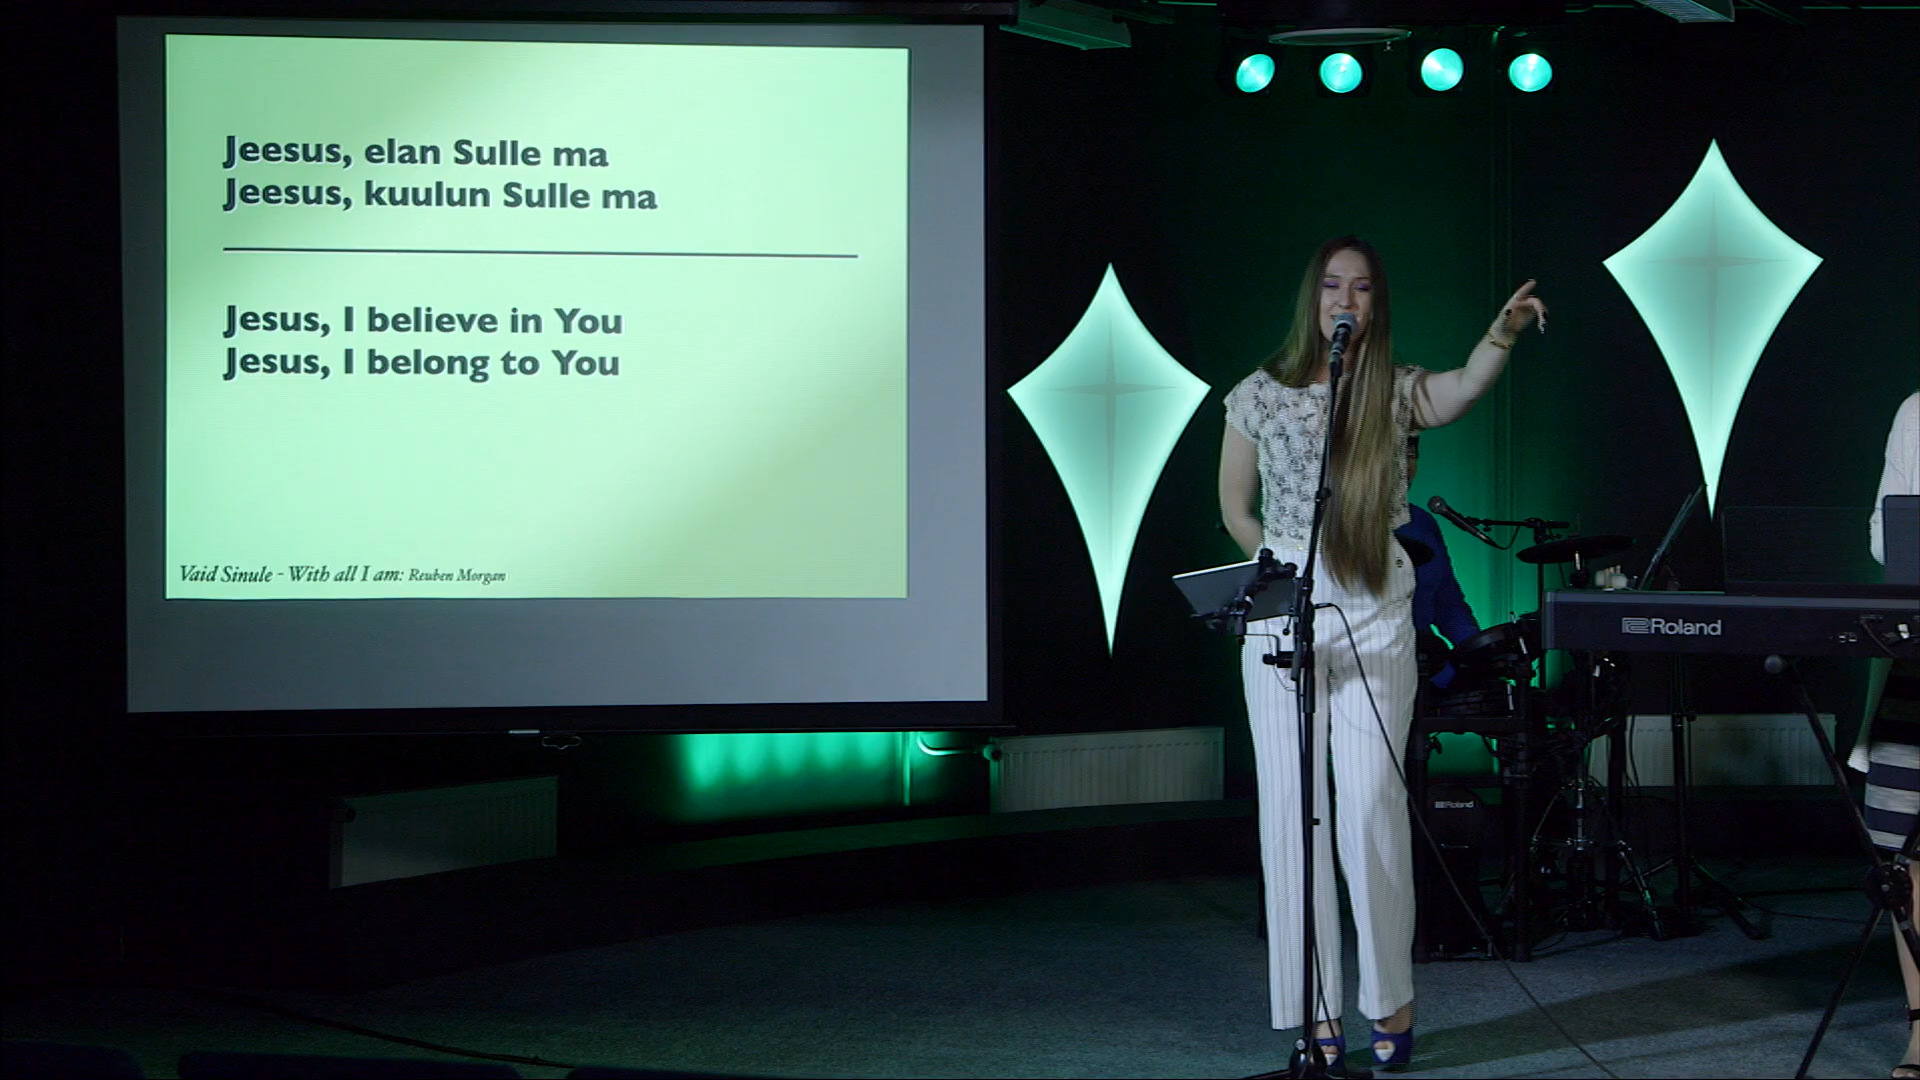 Jeesus, elan Sulle ma
Jeesus, kuulun Sulle ma
Jesus, I believe in You
Jesus, I belong to You
Vaid Sinule - With all I am: Reuben Morgan
Roland
Roland